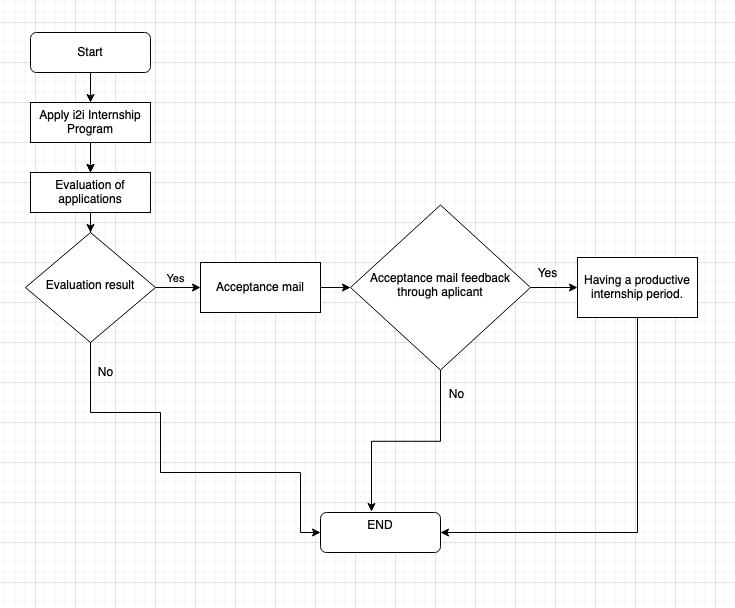 Start
Apply i2i Internship
Program
Evaluation of
applications
Evaluation result
Yes
Acceptance mail
Acceptance mail feedback
through aplicant
Yes
Having a productive
internship period.
No
No
END